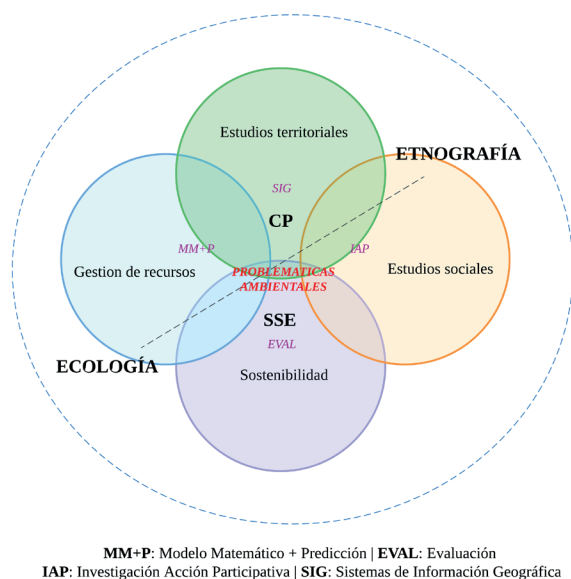 Estudios territoriales
ETNOGRAFÍA
SIG
CP
MM+P
IAP
Gestion de recursos
PROBLEMATICAS
AMBIENTALES
Estudios sociales
SSE
EVAL
ECOLOGÍA
Sostenibilidad
MM+P: Modelo Matemático + Predicción | EVAL: Evaluación
IAP: Investigación Acción Participativa | SIG: Sistemas de Información Geográfica